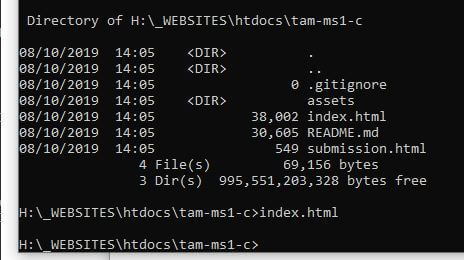 Directory of H:\_WEBSITES\htdocs\tam-ms1-c
08/10/2019  14:05    <DIR>          .
08/10/2019  14:05    <DIR>          ..
08/10/2019  14:05                 0 .gitignore
08/10/2019  14:05    <DIR>          assets
08/10/2019  14:05            38,002 index.html
08/10/2019  14:05            30,605 README.md
08/10/2019  14:05               549 submission.html
4 File(s)         69,156 bytes
3 Dir(s)  995,551,203,328 bytes free
H:\_WEBSITES\htdocs\tam-ms1-c>index.html
H:\_WEBSITES\htdocs\tam-ms1-c>